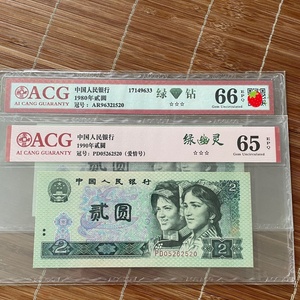 ACG
AI CANG GUARANTY
中国人民银行
1980年贰圆
17149633
冠号：AR96321520
绿 钻
☆☆☆
66 EPQ
Gem Uncirculated
ACG
AI CANG GUARANTY
中国人民银行
1990年贰圆
冠号：PD05262520（爱情号）
绿幽灵
☆☆☆
65 EPQ
Gem Uncirculated
中国人民银行
贰圆
2
2
PD05262520